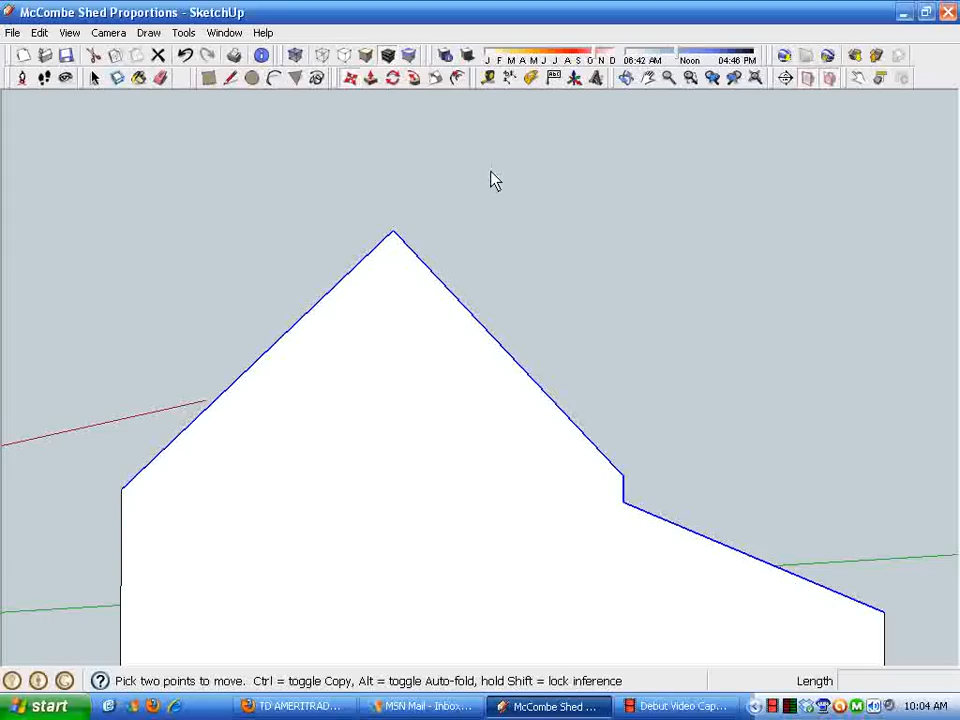 McCombe Shed Proportions - SketchUp
File Edit View Camera Draw Tools Window Help
J F M A M J J A S O N D 06:42 AM Noon 04:46 PM
Pick two points to move. Ctrl = toggle Copy, Alt = toggle Auto-fold, hold Shift = lock inference Length
start TD AMERITRAD... MSN Mail - Inbox... McCombe Shed ... Debut Video Cap... 10:04 AM